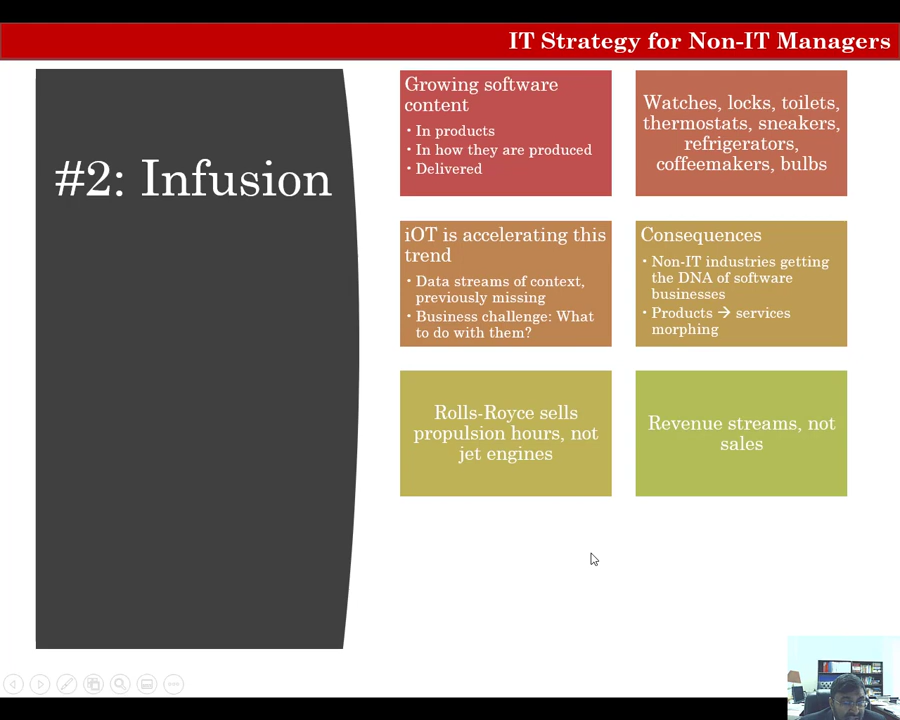 IT Strategy for Non-IT Managers
#2: Infusion
Growing software
content
• In products
• In how they are produced
• Delivered
Watches, locks, toilets,
thermostats, sneakers,
refrigerators,
coffeemakers, bulbs
iOT is accelerating this
trend
• Data streams of context,
previously missing
• Business challenge: What
to do with them?
Consequences
• Non-IT industries getting
the DNA of software
businesses
• Products → services
morphing
Rolls-Royce sells
propulsion hours, not
jet engines
Revenue streams, not
sales